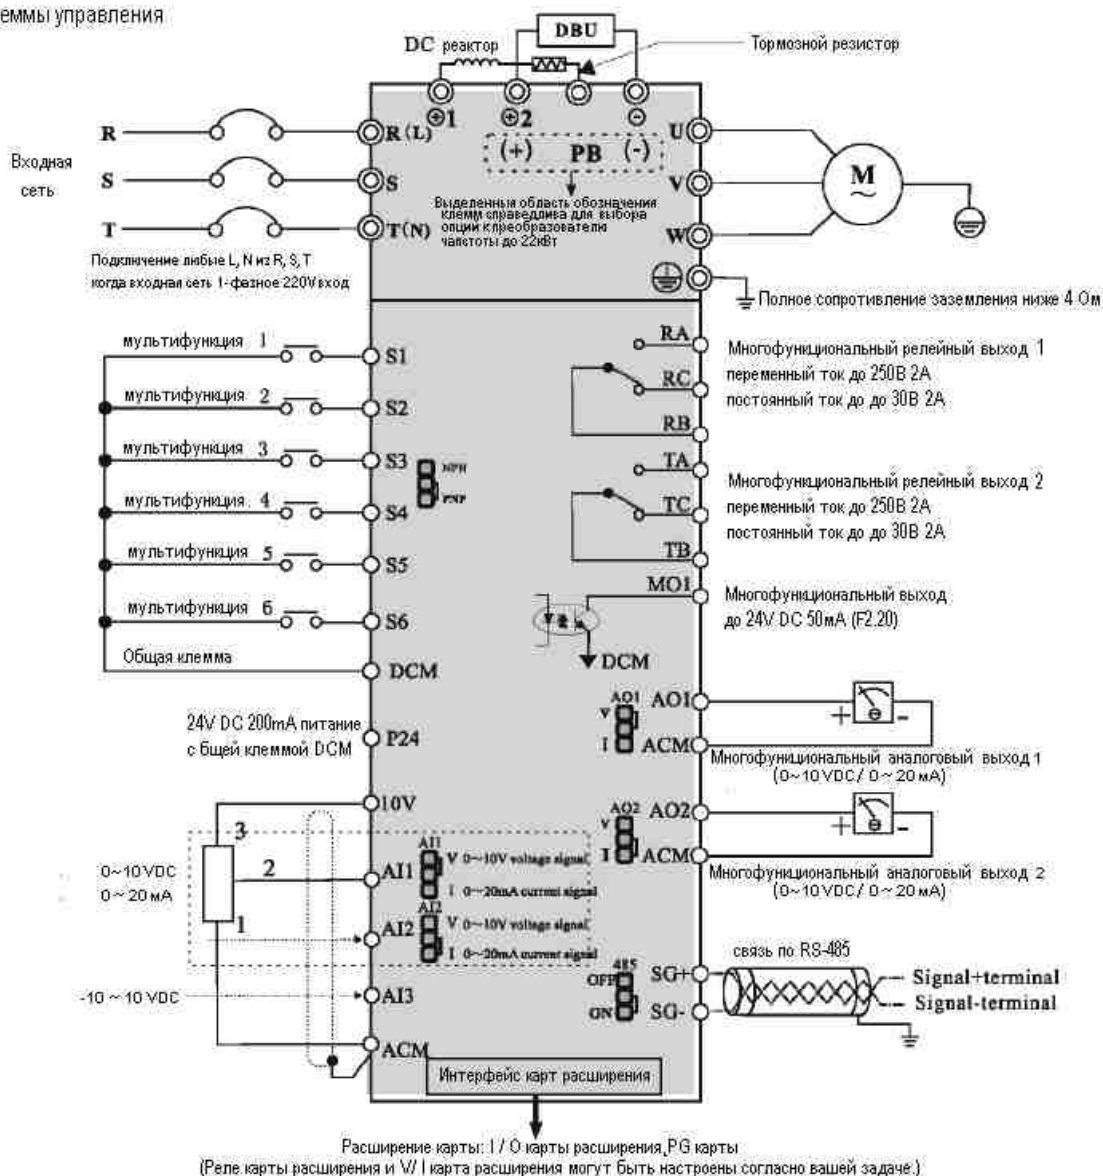 еммы управления
DBU
DC реактор
Тормозной резистор
⊕1 ⊕2 ⊖
(+) PB (-)
Выделенныя область обозначения
клемм справедлива для выбора
опции к преобразователю
чапстоты до 22кВт
R
R(L)
Входная
сеть
S
S
T
T(N)
Подключение любые L, N из R, S, T
когда входная сеть 1-фазное 220V вход
U
V
W
M
~
Полное сопротивление заземления ниже 4 Ом
мультифункция 1
S1
мультифункция 2
S2
мультифункция 3
S3
мультифункция 4
S4
мультифункция 5
S5
мультифункция 6
S6
Общая клемма
DCM
NPN
PNP
RA
RC
RB
Многофункциональный релейный выход 1
переменный ток до 250В 2А
постоянный ток до до 30В 2А
TA
TC
TB
Многофункциональный релейный выход 2
переменный ток до 250В 2А
постоянный ток до до 30В 2А
MO1
Многофункциональный выход
до 24V DC 50мА (F2.20)
DCM
24V DC 200mA питание
с бщей клеммой DCM
P24
AO1
V
I
AO1
ACM
+ -
Многофункциональный аналоговый выход 1
(0~10VDC/ 0~20 мА)
AO2
V
I
AO2
ACM
+ -
Многофункциональный аналоговый выход 2
(0~10VDC/ 0~20 мА)
10V
3
2
1
0~10VDC
0~20 мА
AI1
AI1
V 0~10V voltage signal
I 0~20mA current signal
AI2
AI2
V 0~10V voltage signal
I 0~20mA current signal
-10 ~ 10 VDC
AI3
ACM
485
OFF
ON
SG+
SG-
связь по RS-485
Signal+terminal
Signal-terminal
Интерфейс карт расширения
Расширение карты: I / O карты расширения,PG карты
(Реле карты расширения и V/ I карта расширения могут быть настроены согласно вашей задаче.)